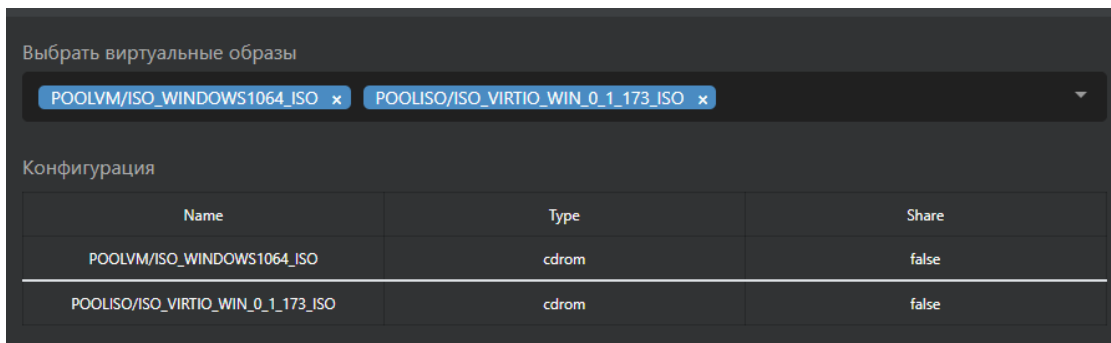 Выбрать виртуальные образы
POOLVM/ISO_WINDOWS1064_ISO × POOLISO/ISO_VIRTIO_WIN_0_1_173_ISO ×
Конфигурация
Name Type Share
POOLVM/ISO_WINDOWS1064_ISO cdrom false
POOLISO/ISO_VIRTIO_WIN_0_1_173_ISO cdrom false